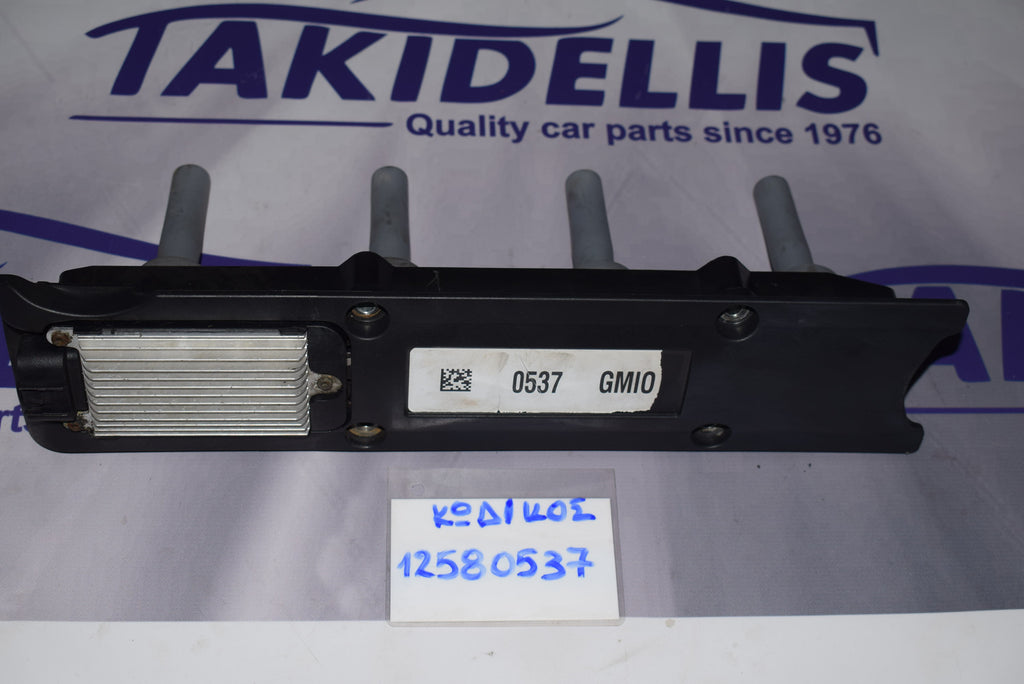 TAKIDELLIS
Quality car parts since 1976
0537 GMIO
ΚΩΔΙΚΟΣ
12580537